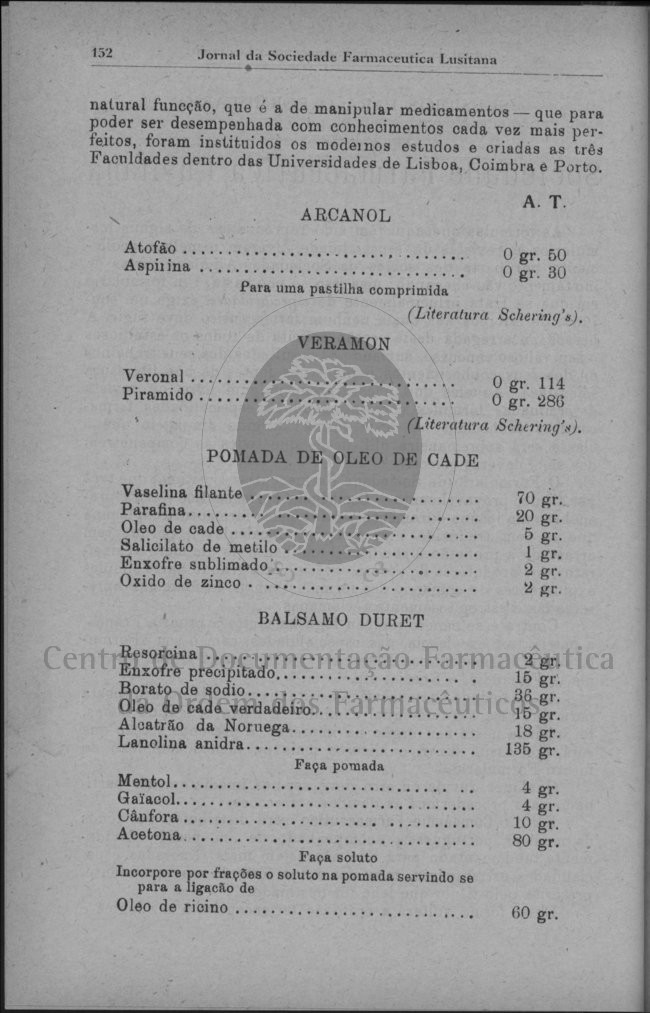 152
Jornal da Sociedade Farmaceutica Lusitana
natural funcção, que é a de manipular medicamentos — que para
poder ser desempenhada com conhecimentos cada vez mais per-
feitos, foram instituidos os modernos estudos e criadas as três
Faculdades dentro das Universidades de Lisboa, Coimbra e Porto.
A. T.
ARCANOL
Atofão ................................ 0 gr. 50
Aspirina .............................. 0 gr. 30
Para uma pastilha comprimida
(Literatura Schering's).
VERAMON
Veronal .............................. 0 gr. 114
Piramido ............................. 0 gr. 286
(Literatura Schering's).
POMADA DE OLEO DE CADE
Vaselina filante .......................... 70 gr.
Parafina................................ 20 gr.
Oleo de cade ............................ 5 gr.
Salicilato de metilo ...................... 1 gr.
Enxofre sublimado ....................... 2 gr.
Oxido de zinco . ......................... 2 gr.
BALSAMO DURET
Resorcina ............................... 2 gr.
Enxofre precipitado....................... 15 gr.
Borato de sodio.......................... 36 gr.
Oleo de cade verdadeiro................... 15 gr.
Alcatrão da Noruega...................... 18 gr.
Lanolina anidra.......................... 135 gr.
Faça pomada
Mentol.................................. 4 gr.
Gaïacol................................. 4 gr.
Cânfora................................. 10 gr.
Acetona................................. 80 gr.
Faça soluto
Incorpore por frações o soluto na pomada servindo se
para a ligacão de
Oleo de ricino ........................... 60 gr.
Centro de Documentação Farmacêutica
da Ordem dos Farmacêuticos